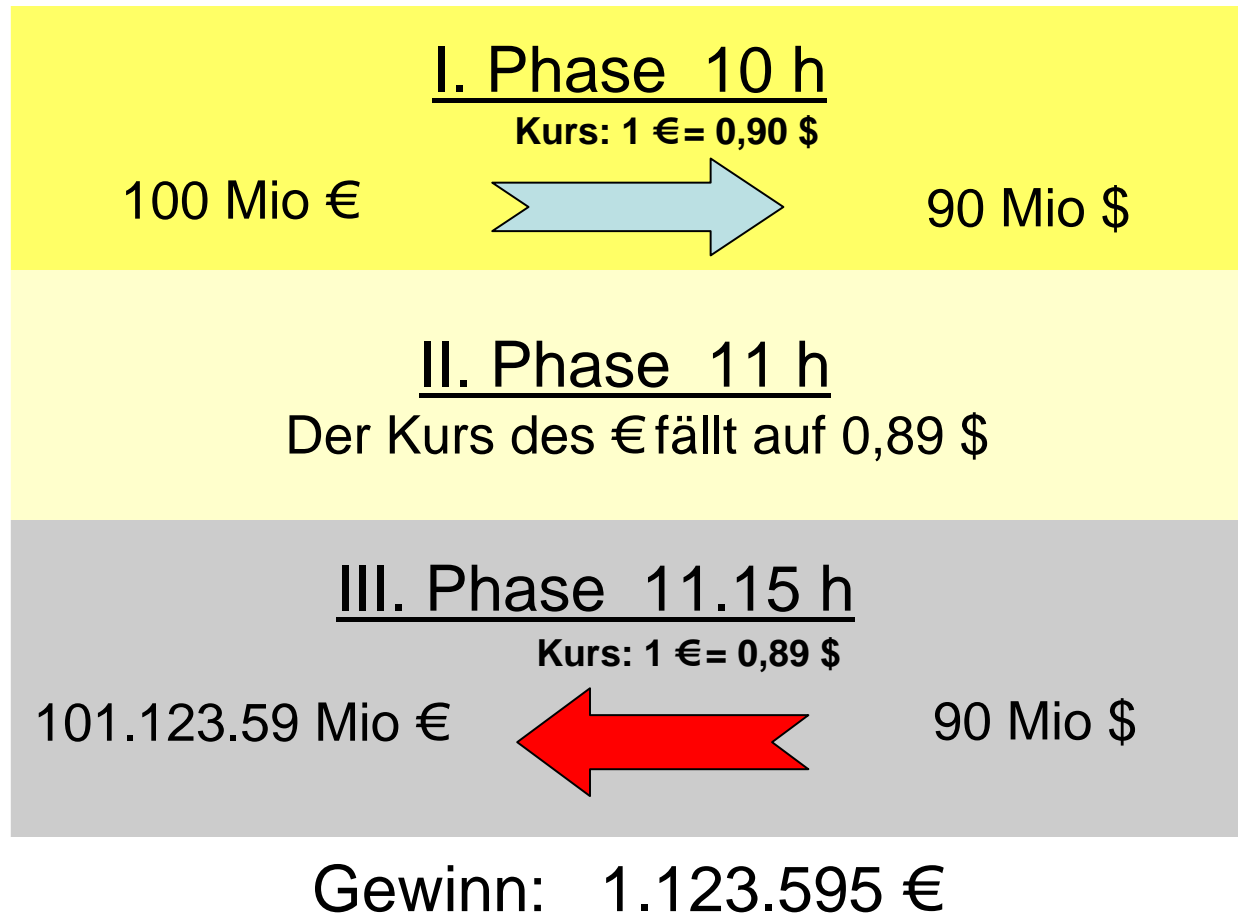 I. Phase 10 h
Kurs: 1 €= 0,90 $
100 Mio € 90 Mio $
II. Phase 11 h
Der Kurs des € fällt auf 0,89 $
III. Phase 11.15 h
Kurs: 1 €= 0,89 $
101.123.59 Mio € 90 Mio $
Gewinn: 1.123.595 €